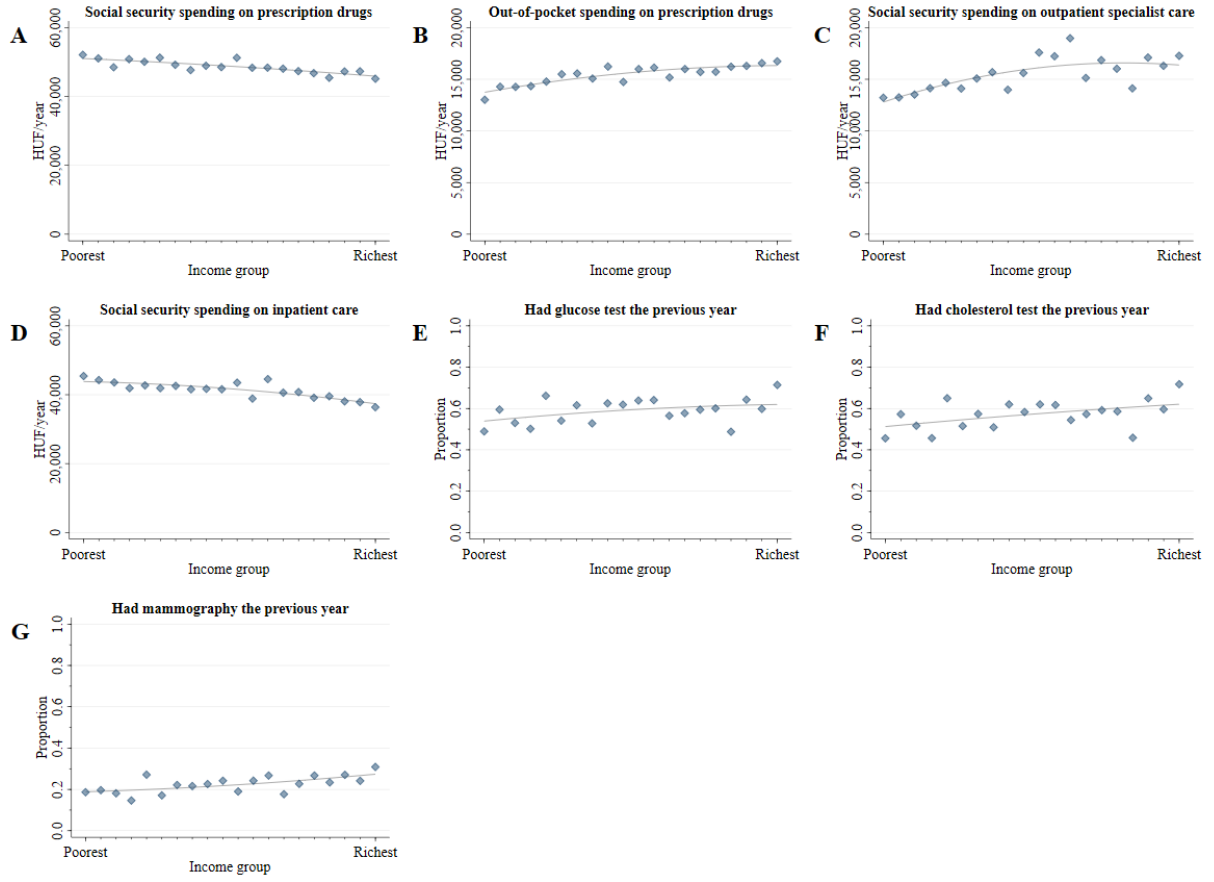 A
Social security spending on prescription drugs
HUF/year
60,000
40,000
20,000
0
Poorest
Richest
Income group
B
Out-of-pocket spending on prescription drugs
HUF/year
20,000
15,000
10,000
5,000
0
Poorest
Richest
Income group
C
Social security spending on outpatient specialist care
HUF/year
20,000
15,000
10,000
5,000
0
Poorest
Richest
Income group
D
Social security spending on inpatient care
HUF/year
60,000
40,000
20,000
0
Poorest
Richest
Income group
E
Had glucose test the previous year
Proportion
1.0
0.8
0.6
0.4
0.2
0.0
Poorest
Richest
Income group
F
Had cholesterol test the previous year
Proportion
1.0
0.8
0.6
0.4
0.2
0.0
Poorest
Richest
Income group
G
Had mammography the previous year
Proportion
1.0
0.8
0.6
0.4
0.2
0.0
Poorest
Richest
Income group